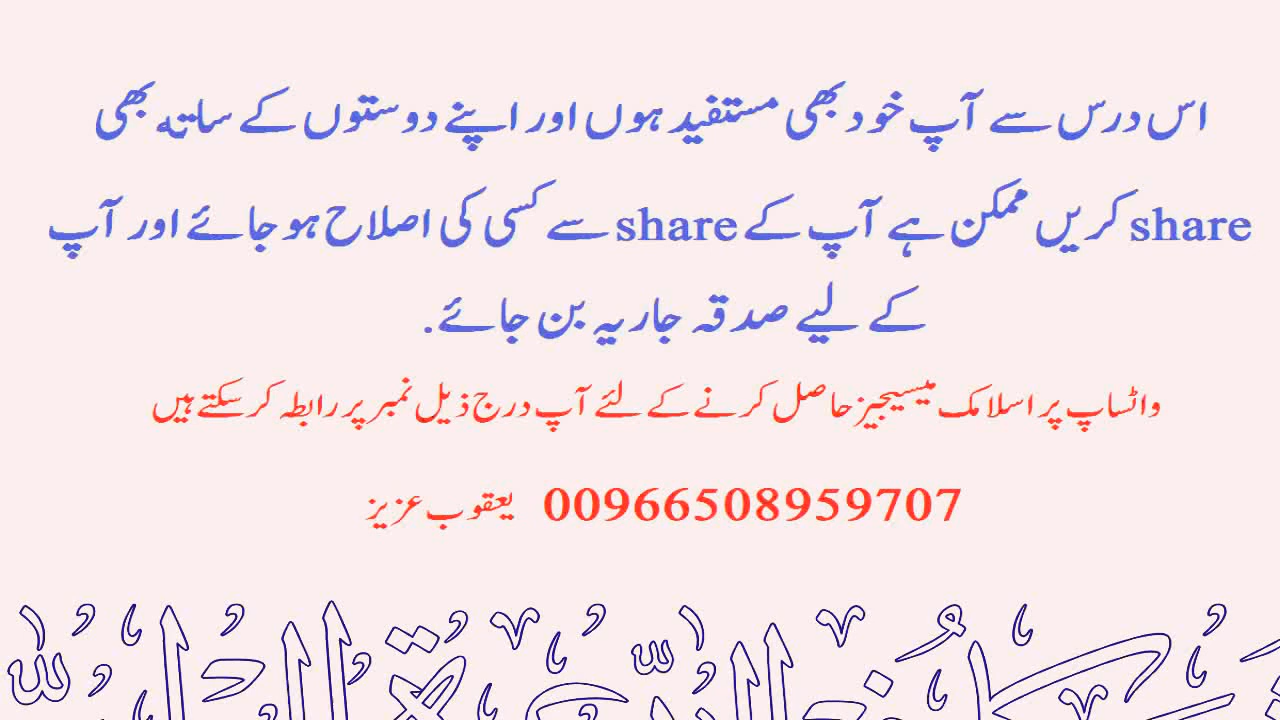 اس درس سے آپ خود بھی مستفید ہوں اور اپنے دوستوں کے ساتھ بھی
share کریں ممکن ہے آپ کے share سے کسی کی اصلاح ہو جائے اور آپ
کے لیے صدقہ جاریہ بن جائے.
واٹساپ پر اسلامک میسیجیز حاصل کرنے کے لئے آپ درج ذیل نمبر پر رابطہ کر سکتے ہیں
00966508959707 یعقوب عزیز